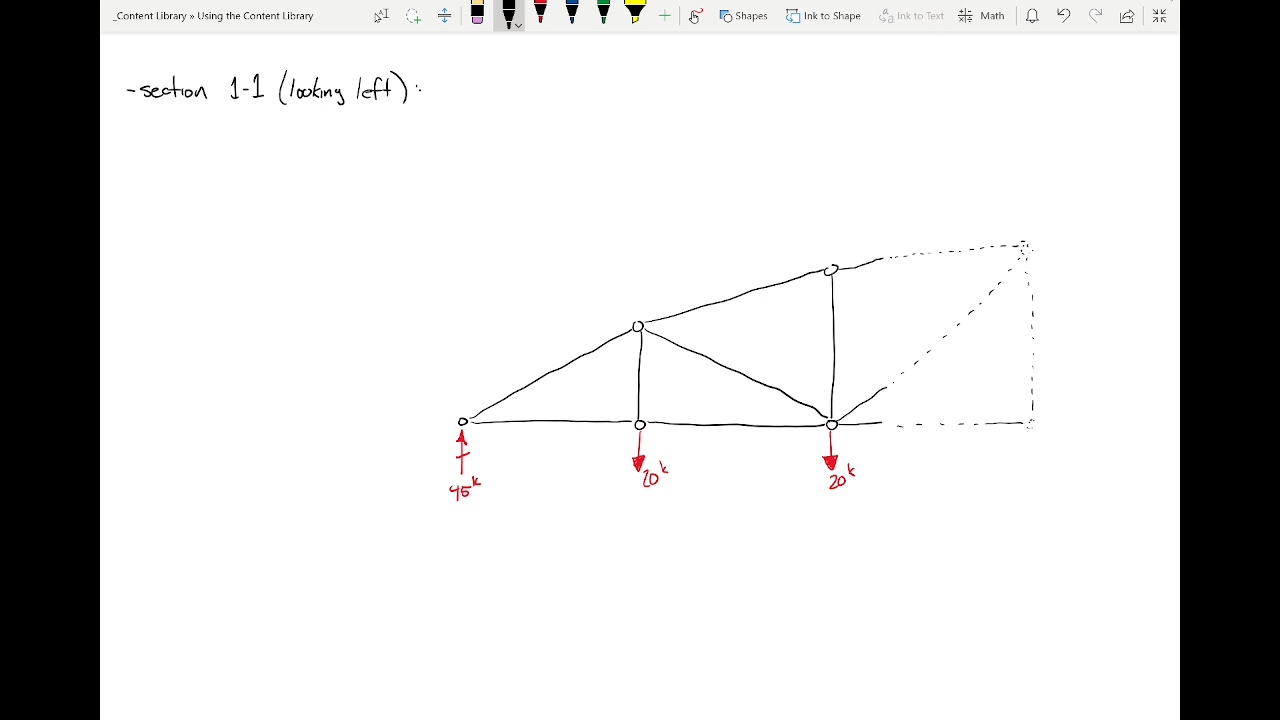 _Content Library » Using the Content Library
Shapes
Ink to Shape
Ink to Text
Math
-section 1-1 (looking left):
45k
20k
20k